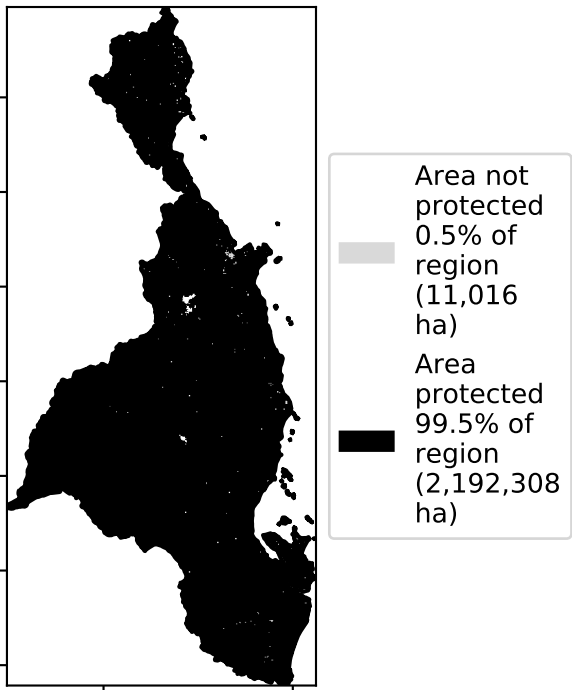 Area not
protected
0.5% of
region
(11,016
ha)
Area
protected
99.5% of
region
(2,192,308
ha)